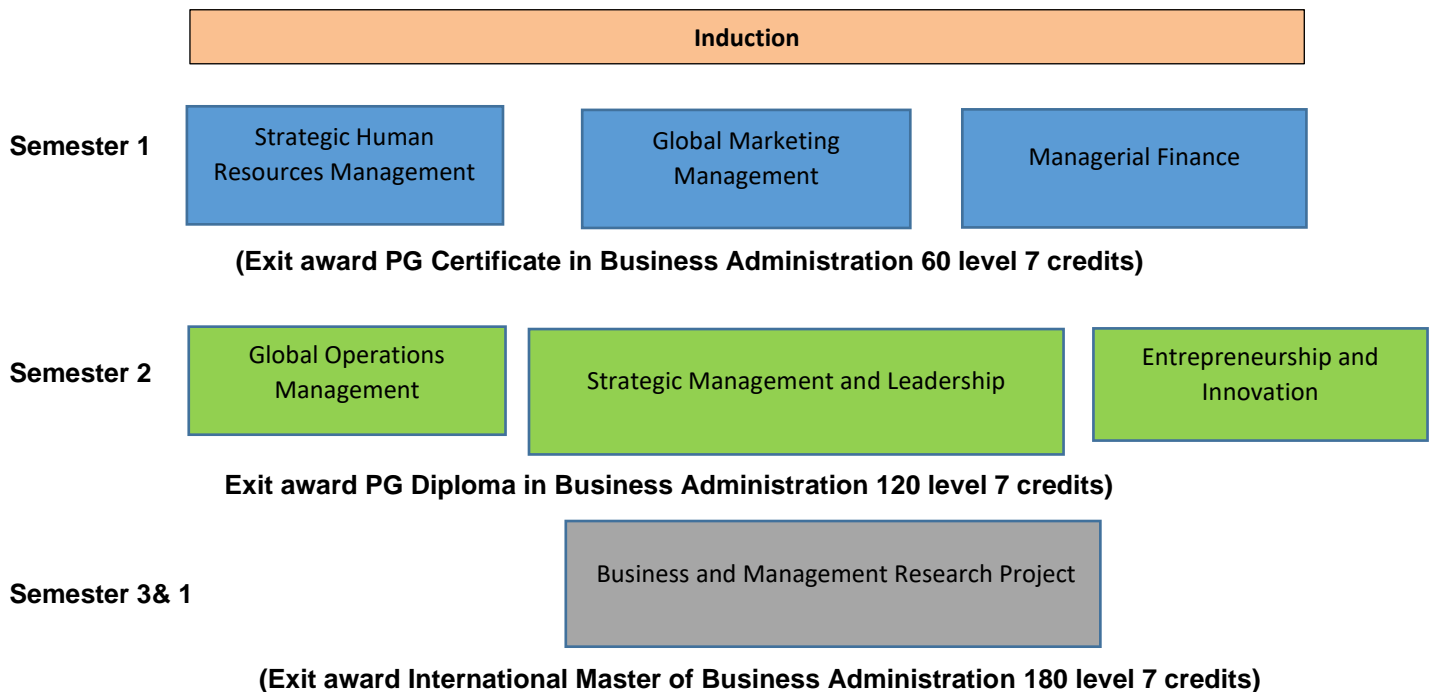 Induction
Semester 1
Strategic Human
Resources Management
Global Marketing
Management
Managerial Finance
(Exit award PG Certificate in Business Administration 60 level 7 credits)
Semester 2
Global Operations
Management
Strategic Management and Leadership
Entrepreneurship and
Innovation
Exit award PG Diploma in Business Administration 120 level 7 credits)
Semester 3& 1
Business and Management Research Project
(Exit award International Master of Business Administration 180 level 7 credits)